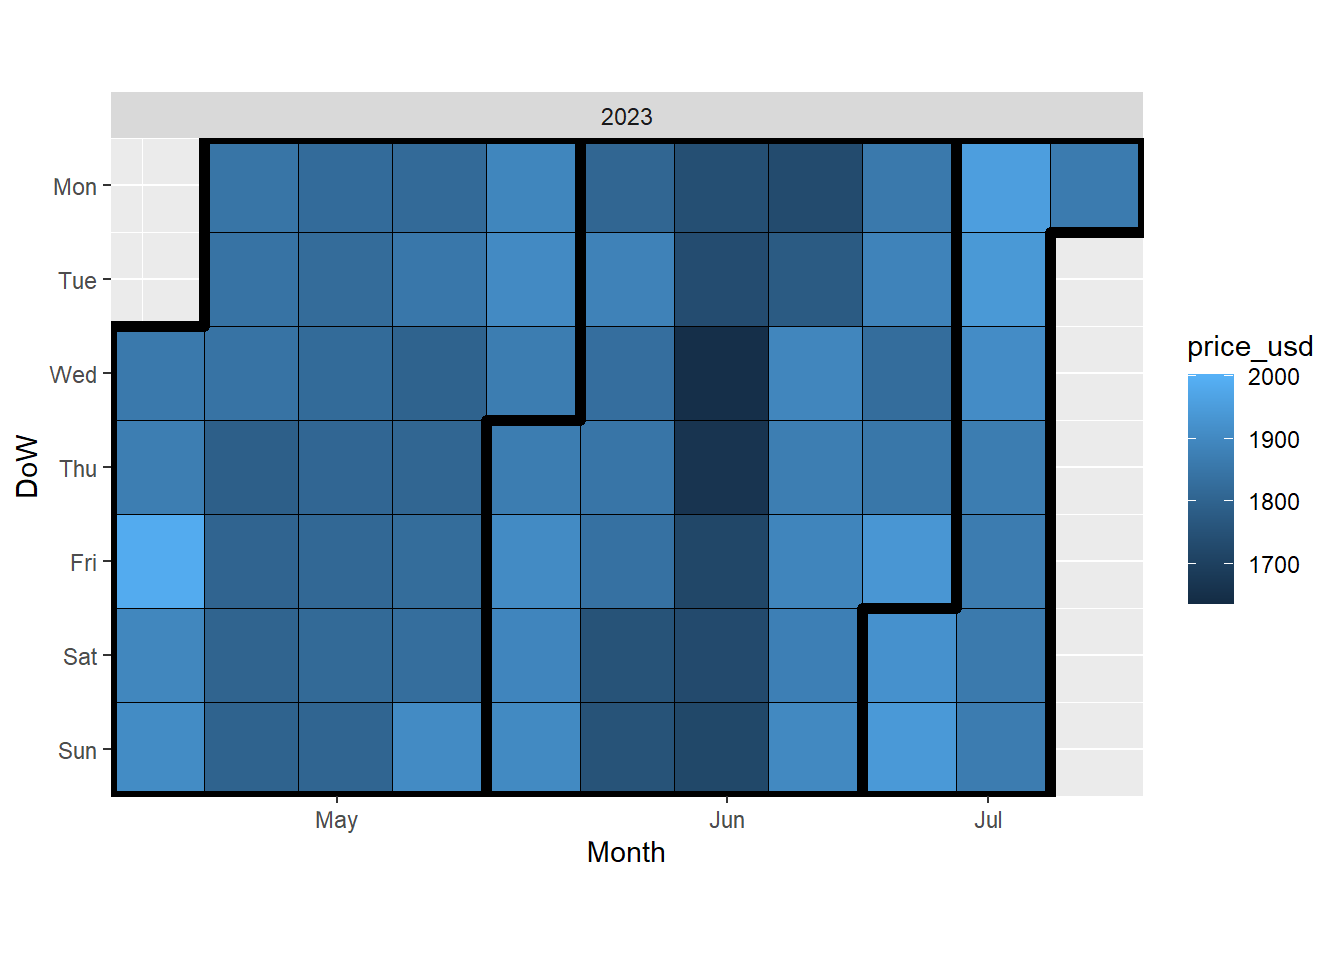 2023
Mon
Tue
Wed
Thu
Fri
Sat
Sun
DoW
May Jun Jul
Month
price_usd
2000
1900
1800
1700